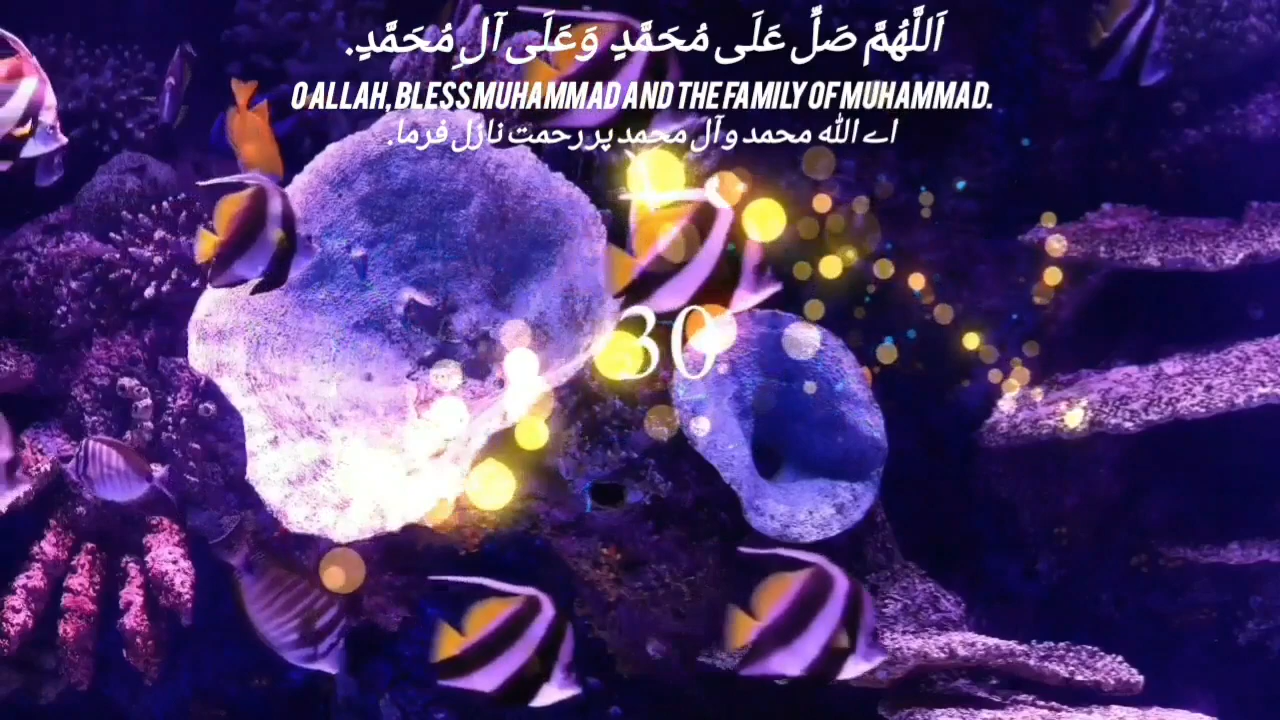 اَللَّهُمَّ صَلِّ عَلَى مُحَمَّدٍ وَعَلَى آلِ مُحَمَّدٍ.
O ALLAH, BLESS MUHAMMAD AND THE FAMILY OF MUHAMMAD.
اے اللہ محمد و آل محمد پر رحمت نازل فرما.
30